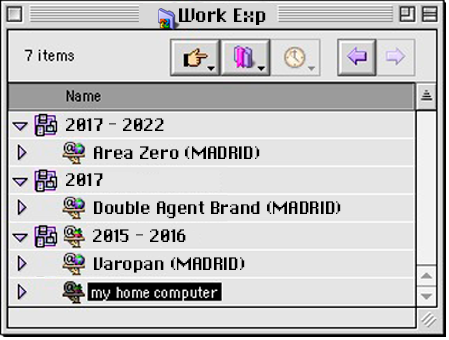 Work Exp
7 items
Name
2017 - 2022
Area Zero (MADRID)
2017
Double Agent Brand (MADRID)
2015 - 2016
Varopan (MADRID)
my home computer